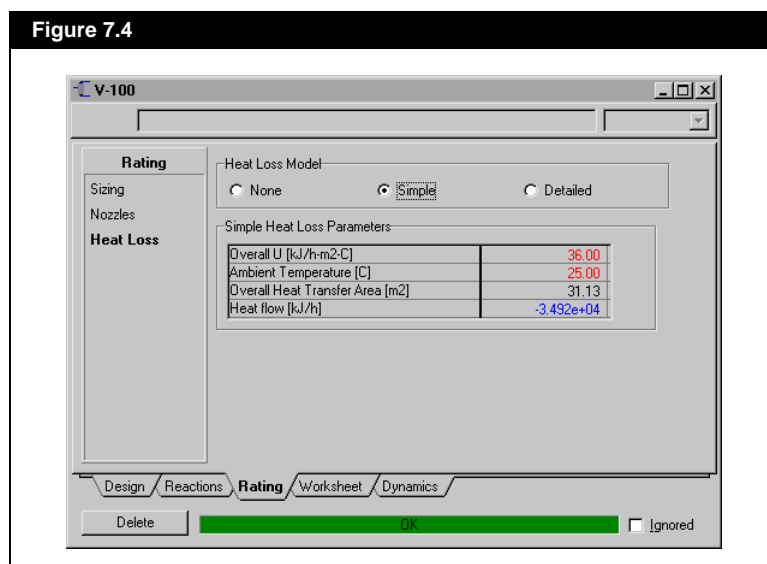 Figure 7.4
V-100
Rating
Sizing
Nozzles
Heat Loss
Heat Loss Model
None Simple Detailed
Simple Heat Loss Parameters
Overall U [kJ/h-m2-C] 36.00
Ambient Temperature [C] 25.00
Overall Heat Transfer Area [m2] 31.13
Heat flow [kJ/h] -3.492e+04
Design Reactions Rating Worksheet Dynamics
Delete OK Ignored